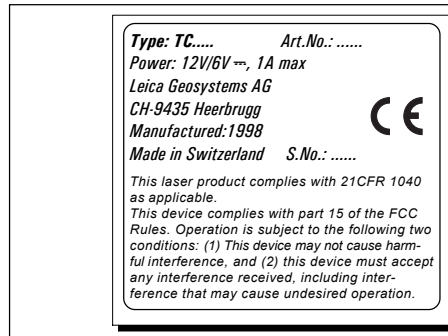 Type: TC..... Art.No.: ......
Power: 12V/6V ⎓, 1A max
Leica Geosystems AG
CH-9435 Heerbrugg
Manufactured:1998
CE
Made in Switzerland S.No.: ......
This laser product complies with 21CFR 1040
as applicable.
This device complies with part 15 of the FCC
Rules. Operation is subject to the following two
conditions: (1) This device may not cause harm-
ful interference, and (2) this device must accept
any interference received, including inter-
ference that may cause undesired operation.